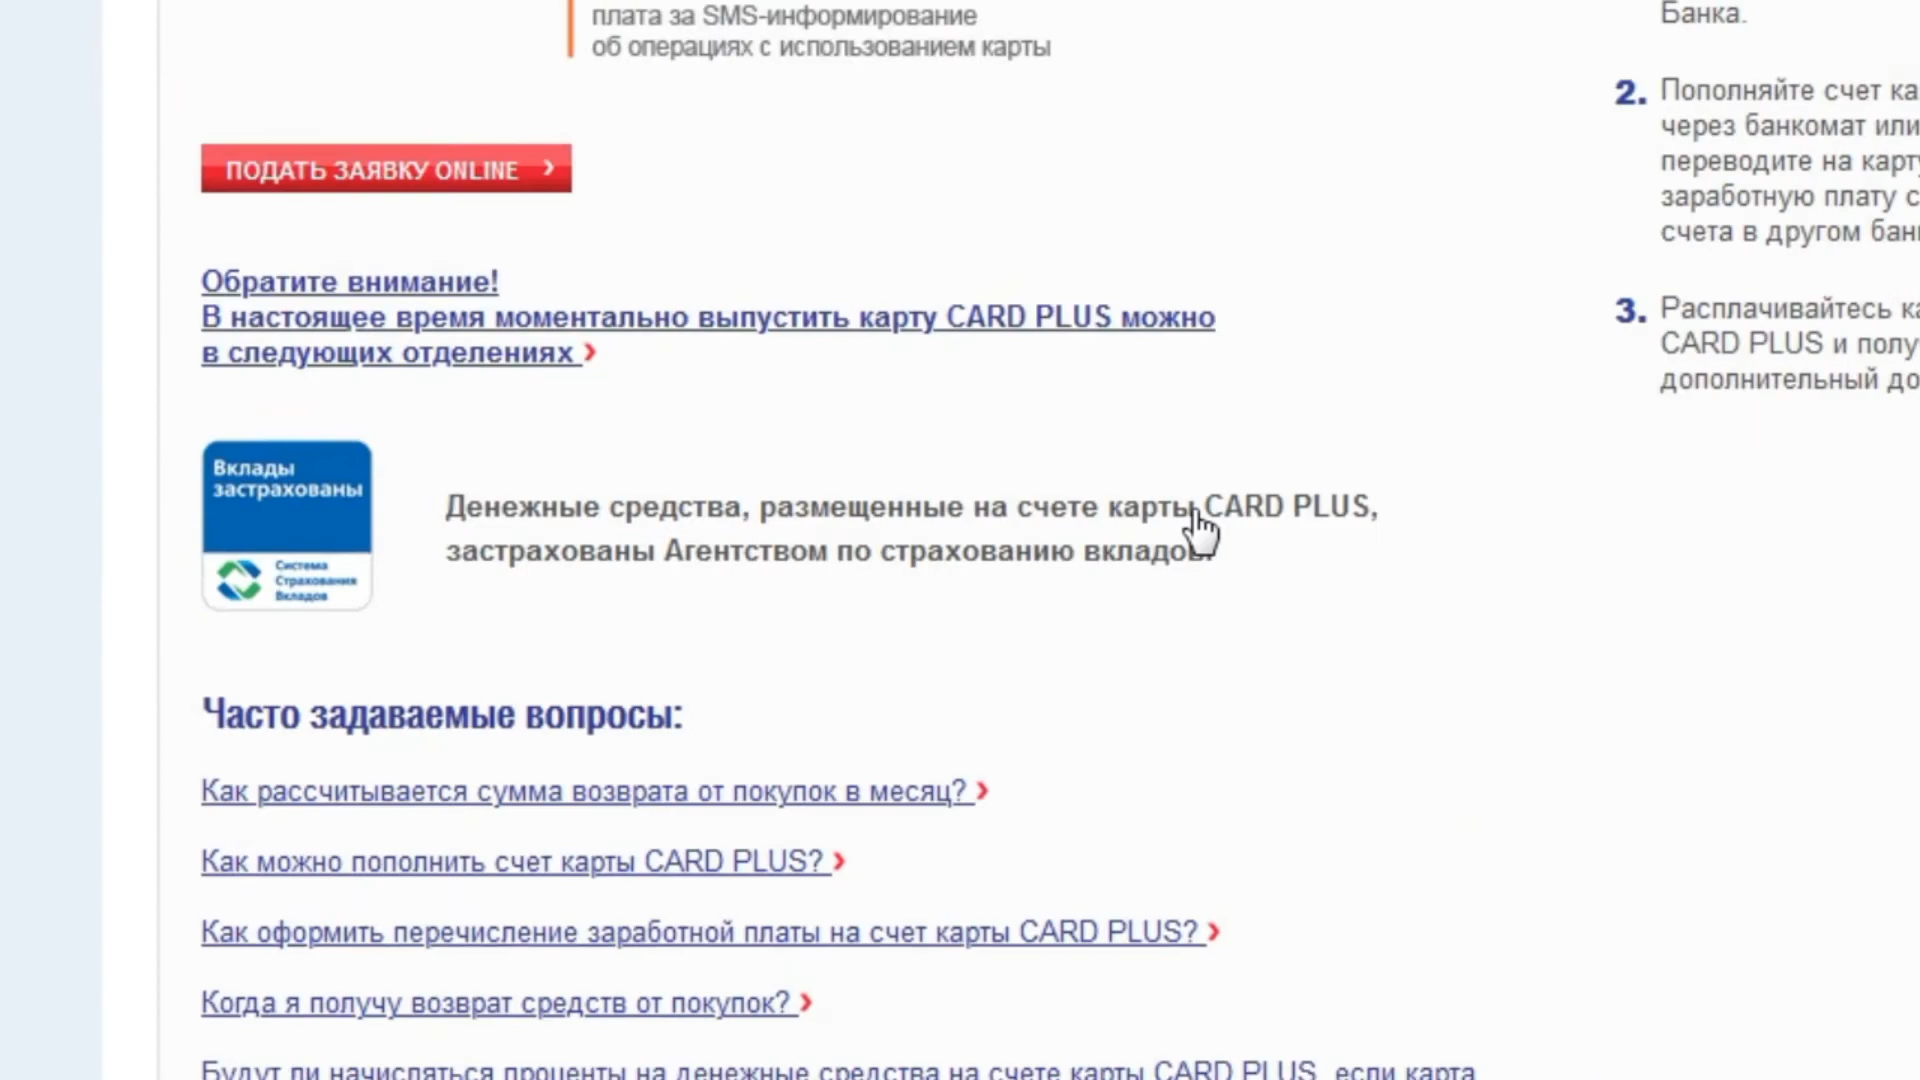 плата за SMS-информирование
об операциях с использованием карты
ПОДАТЬ ЗАЯВКУ ONLINE
Обратите внимание!
В настоящее время моментально выпустить карту CARD PLUS можно
в следующих отделениях
Вклады
застрахованы
Система
Страхования
Вкладов
Денежные средства, размещенные на счете карты CARD PLUS,
застрахованы Агентством по страхованию вкладов.
Часто задаваемые вопросы:
Как рассчитывается сумма возврата от покупок в месяц?
Как можно пополнить счет карты CARD PLUS?
Как оформить перечисление заработной платы на счет карты CARD PLUS?
Когда я получу возврат средств от покупок?
Будут ли начисляться проценты на денежные средства на счете карты CARD PLUS, если карта
Банка.
2. Пополняйте счет ка
через банкомат или
переводите на карту
заработную плату с
счета в другом бан
3. Расплачивайтесь ка
CARD PLUS и полу
дополнительный до